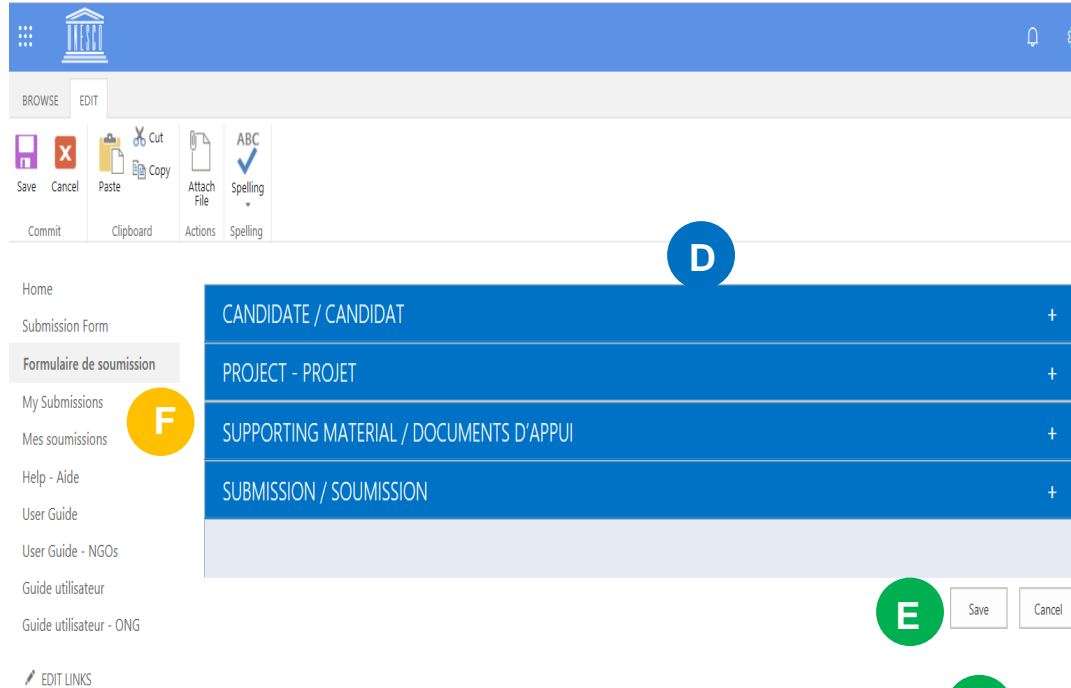 UNESCO
BROWSE EDIT
Cut
Copy
ABC
Save Cancel Paste Attach File Spelling
Commit Clipboard Actions Spelling
D
Home
Submission Form
Formulaire de soumission
My Submissions
Mes soumissions
Help - Aide
User Guide
User Guide - NGOs
Guide utilisateur
Guide utilisateur - ONG
EDIT LINKS
F
CANDIDATE / CANDIDAT +
PROJECT - PROJET +
SUPPORTING MATERIAL / DOCUMENTS D'APPUI +
SUBMISSION / SOUMISSION +
E
Save Cancel